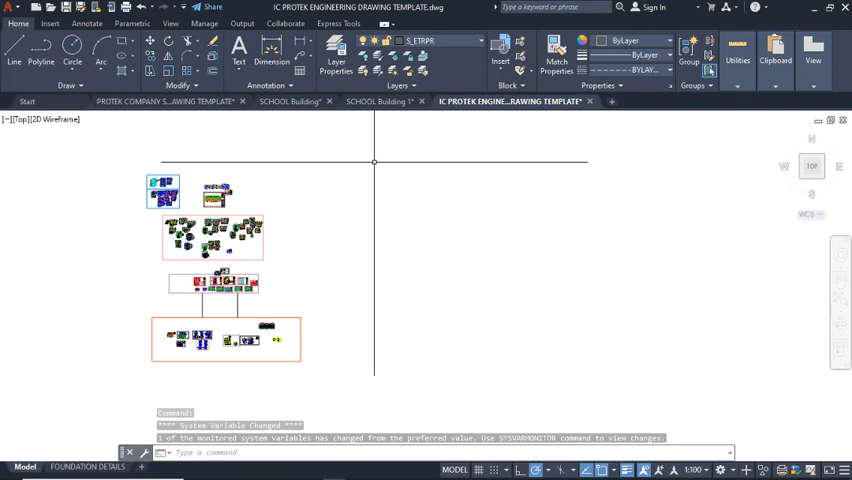 Share
IC PROTEK ENGINEERING DRAWING TEMPLATE.dwg
Type a keyword or phrase
Sign In
Home Insert Annotate Parametric View Manage Output Collaborate Express Tools
Line Polyline Circle Arc
Text Dimension
Layer Properties
S_ETRPR
Insert
Match Properties
ByLayer
ByLayer
BYLAY...
Group
Utilities
Clipboard
View
Draw Modify Annotation Layers Block Properties Groups
Start PROTEK COMPANY S...AWING TEMPLATE* SCHOOL Building* SCHOOL Building 1* IC PROTEK ENGINE...RAWING TEMPLATE*
[−][Top][2D Wireframe]
N
W TOP E
S
WCS
Command:
**** System Variable Changed ****
1 of the monitored system variables has changed from the preferred value. Use SYSVARMONITOR command to view changes.
Type a command
Model FOUNDATION DETAILS
MODEL
1:100